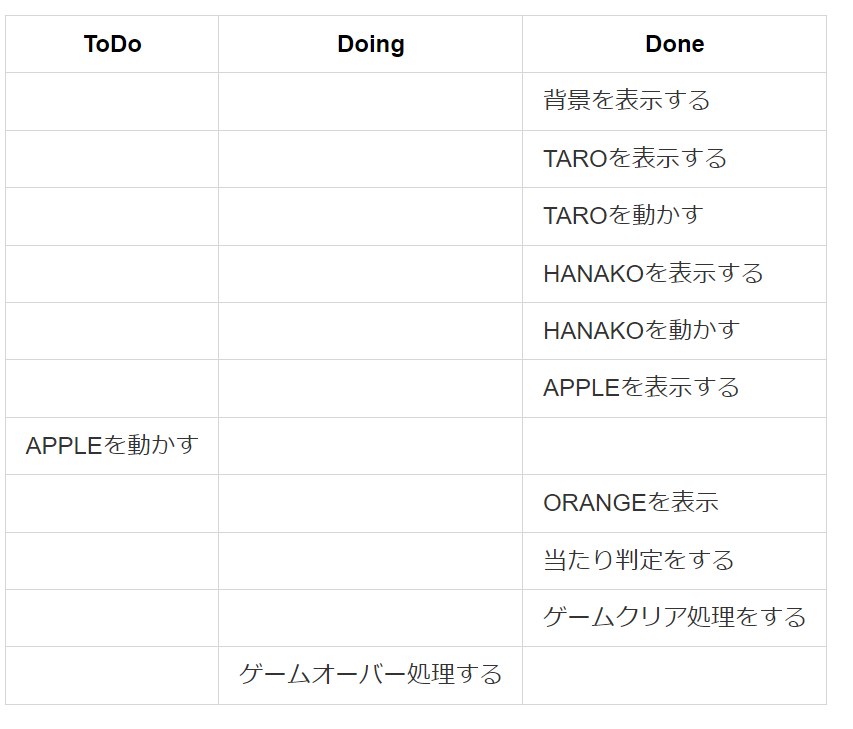 ToDo Doing Done
背景を表示する
TAROを表示する
TAROを動かす
HANAKOを表示する
HANAKOを動かす
APPLEを表示する
APPLEを動かす
ORANGEを表示
当たり判定をする
ゲームクリア処理をする
ゲームオーバー処理する